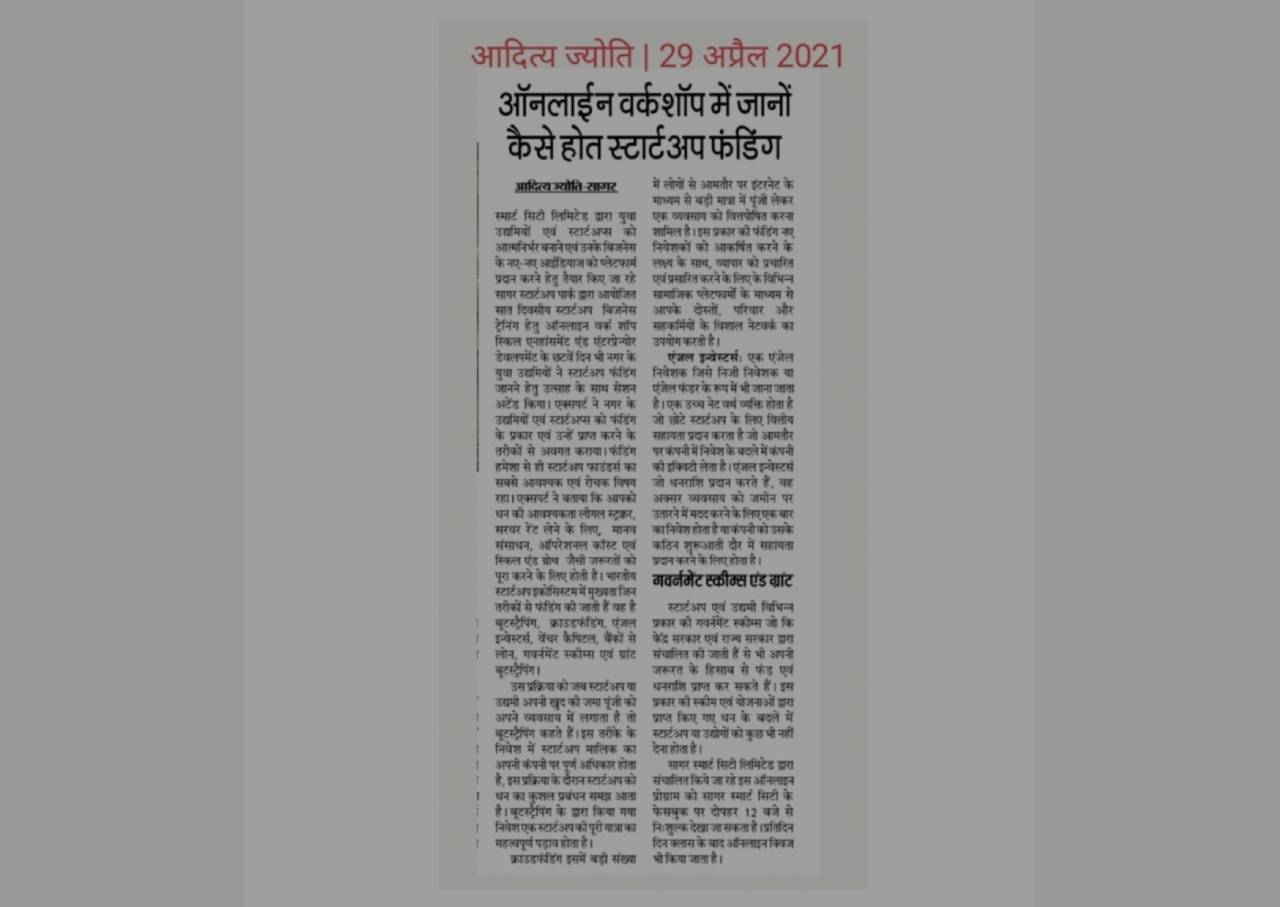 आदित्य ज्योति | 29 अप्रैल 2021
ऑनलाईन वर्कशॉप में जानों
कैसे होत स्टार्टअप फंडिंग
आदित्य ज्योति-सागर
स्मार्ट सिटी लिमिटेड द्वारा युवा
उद्यमियों एवं स्टार्टअप्स को
आत्मनिर्भर बनाने एवं उनके बिजनेस
के नए-नए आईडियाज को प्लेटफार्म
प्रदान करने हेतु तैयार किए जा रहे
सागर स्टार्टअप पार्क द्वारा आयोजित
सात दिवसीय स्टार्टअप बिजनेस
ट्रेनिंग हेतु ऑनलाइन वर्क शॉप
स्किल एनहांसमेंट एंड एंटरप्रेन्योर
डेवलपमेंट के छटवें दिन भी नगर के
युवा उद्यमियों ने स्टार्टअप फंडिंग
जानने हेतु उत्साह के साथ सेशन
अटेंड किया। एक्सपर्ट ने नगर के
उद्यमियों एवं स्टार्टअप्स को फंडिंग
के प्रकार एवं उन्हें प्राप्त करने के
तरीकों से अवगत कराया। फंडिंग
हमेशा से ही स्टार्टअप फाउंडर्स का
सबसे आवश्यक एवं रोचक विषय
रहा। एक्सपर्ट ने बताया कि आपको
धन की आवश्यकता लीगल स्ट्रक्चर,
सरवर रेंट लेने के लिए, मानव
संसाधन, ऑपरेशनल कॉस्ट एवं
स्किल एंड ग्रोथ जैसी जरूरतों को
पूरा करने के लिए होती है। भारतीय
स्टार्टअप इकोसिस्टम में मुख्यता जिन
तरीकों से फंडिंग की जाती हैं वह है
बूटस्ट्रैपिंग, क्राउडफंडिंग, एंजल
इन्वेस्टर्स, वेंचर कैपिटल, बैंकों से
लोन, गवर्नमेंट स्कीम्स एवं ग्रांट
बूटस्ट्रैपिंग।
उस प्रक्रिया को जब स्टार्टअप या
उद्यमी अपनी खुद की जमा पूंजी को
अपने व्यवसाय में लगाता है तो
बूटस्ट्रैपिंग कहते हैं। इस तरीके के
निवेश में स्टार्टअप मालिक का
अपनी कंपनी पर पूर्ण अधिकार होता
है, इस प्रक्रिया के दौरान स्टार्टअप को
धन का कुशल प्रबंधन समझ आता
है। बूटस्ट्रैपिंग के द्वारा किया गया
निवेश एक स्टार्टअप की पूरी यात्रा का
महत्वपूर्ण पड़ाव होता है।
क्राउडफंडिंग इसमें बड़ी संख्या
में लोगों से आमतौर पर इंटरनेट के
माध्यम से बड़ी मात्रा में पूंजी लेकर
एक व्यवसाय को वित्तपोषित करना
शामिल है। इस प्रकार की फंडिंग नए
निवेशकों को आकर्षित करने के
लक्ष्य के साथ, व्यापार को प्रचारित
एवं प्रसारित करने के लिए के विभिन्न
सामाजिक प्लेटफार्मों के माध्यम से
आपके दोस्तों, परिवार और
सहकर्मियों के विशाल नेटवर्क का
उपयोग करती है।
एंजल इन्वेस्टर्स: एक एंजेल
निवेशक जिसे निजी निवेशक या
एंजेल फंडर के रूप में भी जाना जाता
है। एक उच्च नेट वर्थ व्यक्ति होता है
जो छोटे स्टार्टअप के लिए वित्तीय
सहायता प्रदान करता है जो आमतौर
पर कंपनी में निवेश के बदले में कंपनी
की इक्विटी लेता है। एंजल इन्वेस्टर्स
जो धनराशि प्रदान करते हैं, वह
अक्सर व्यवसाय को जमीन पर
उतारने में मदद करने के लिए एक बार
का निवेश होता है या कंपनी को उसके
कठिन शुरूआती दौर में सहायता
प्रदान करने के लिए होता है।
गवर्नमेंट स्कीम्स एंड ग्रांट
स्टार्टअप एवं उद्यमी विभिन्न
प्रकार की गवर्नमेंट स्कीम्स जो कि
केंद्र सरकार एवं राज्य सरकार द्वारा
संचालित की जाती हैं से भी अपनी
जरूरत के हिसाब से फंड एवं
धनराशि प्राप्त कर सकते हैं। इस
प्रकार की स्कीम एवं योजनाओं द्वारा
प्राप्त किए गए धन के बदले में
स्टार्टअप या उद्योगों को कुछ भी नहीं
देना होता है।
सागर स्मार्ट सिटी लिमिटेड द्वारा
संचालित किये जा रहे इस ऑनलाइन
प्रोग्राम को सागर स्मार्ट सिटी के
फेसबुक पर दोपहर 12 बजे से
निःशुल्क देखा जा सकता है। प्रतिदिन
दिन क्लास के बाद ऑनलाइन क्विज
भी किया जाता है।